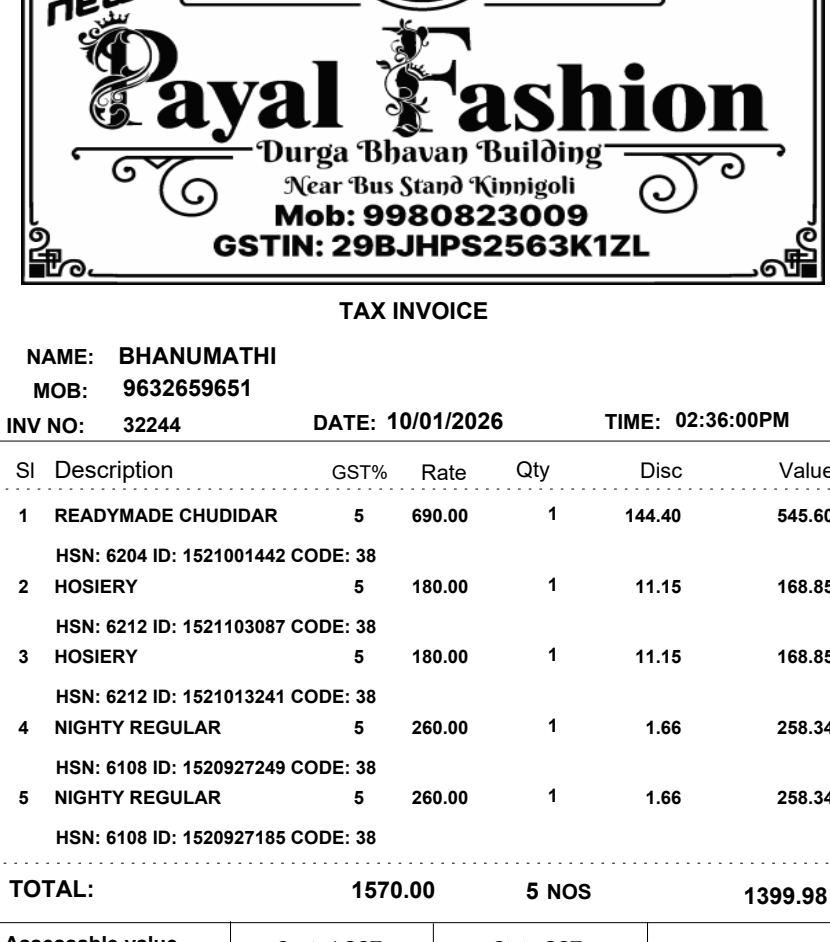 new
Payal Fashion
Durga Bhavan Building
Near Bus Stand Kinnigoli
Mob: 9980823009
GSTIN: 29BJHPS2563K1ZL
TAX INVOICE
NAME: BHANUMATHI
MOB: 9632659651
INV NO: 32244 DATE: 10/01/2026 TIME: 02:36:00PM
Sl Description GST% Rate Qty Disc Value
1 READYMADE CHUDIDAR 5 690.00 1 144.40 545.60
HSN: 6204 ID: 1521001442 CODE: 38
2 HOSIERY 5 180.00 1 11.15 168.85
HSN: 6212 ID: 1521103087 CODE: 38
3 HOSIERY 5 180.00 1 11.15 168.85
HSN: 6212 ID: 1521013241 CODE: 38
4 NIGHTY REGULAR 5 260.00 1 1.66 258.34
HSN: 6108 ID: 1520927249 CODE: 38
5 NIGHTY REGULAR 5 260.00 1 1.66 258.34
HSN: 6108 ID: 1520927185 CODE: 38
TOTAL: 1570.00 5 NOS 1399.98